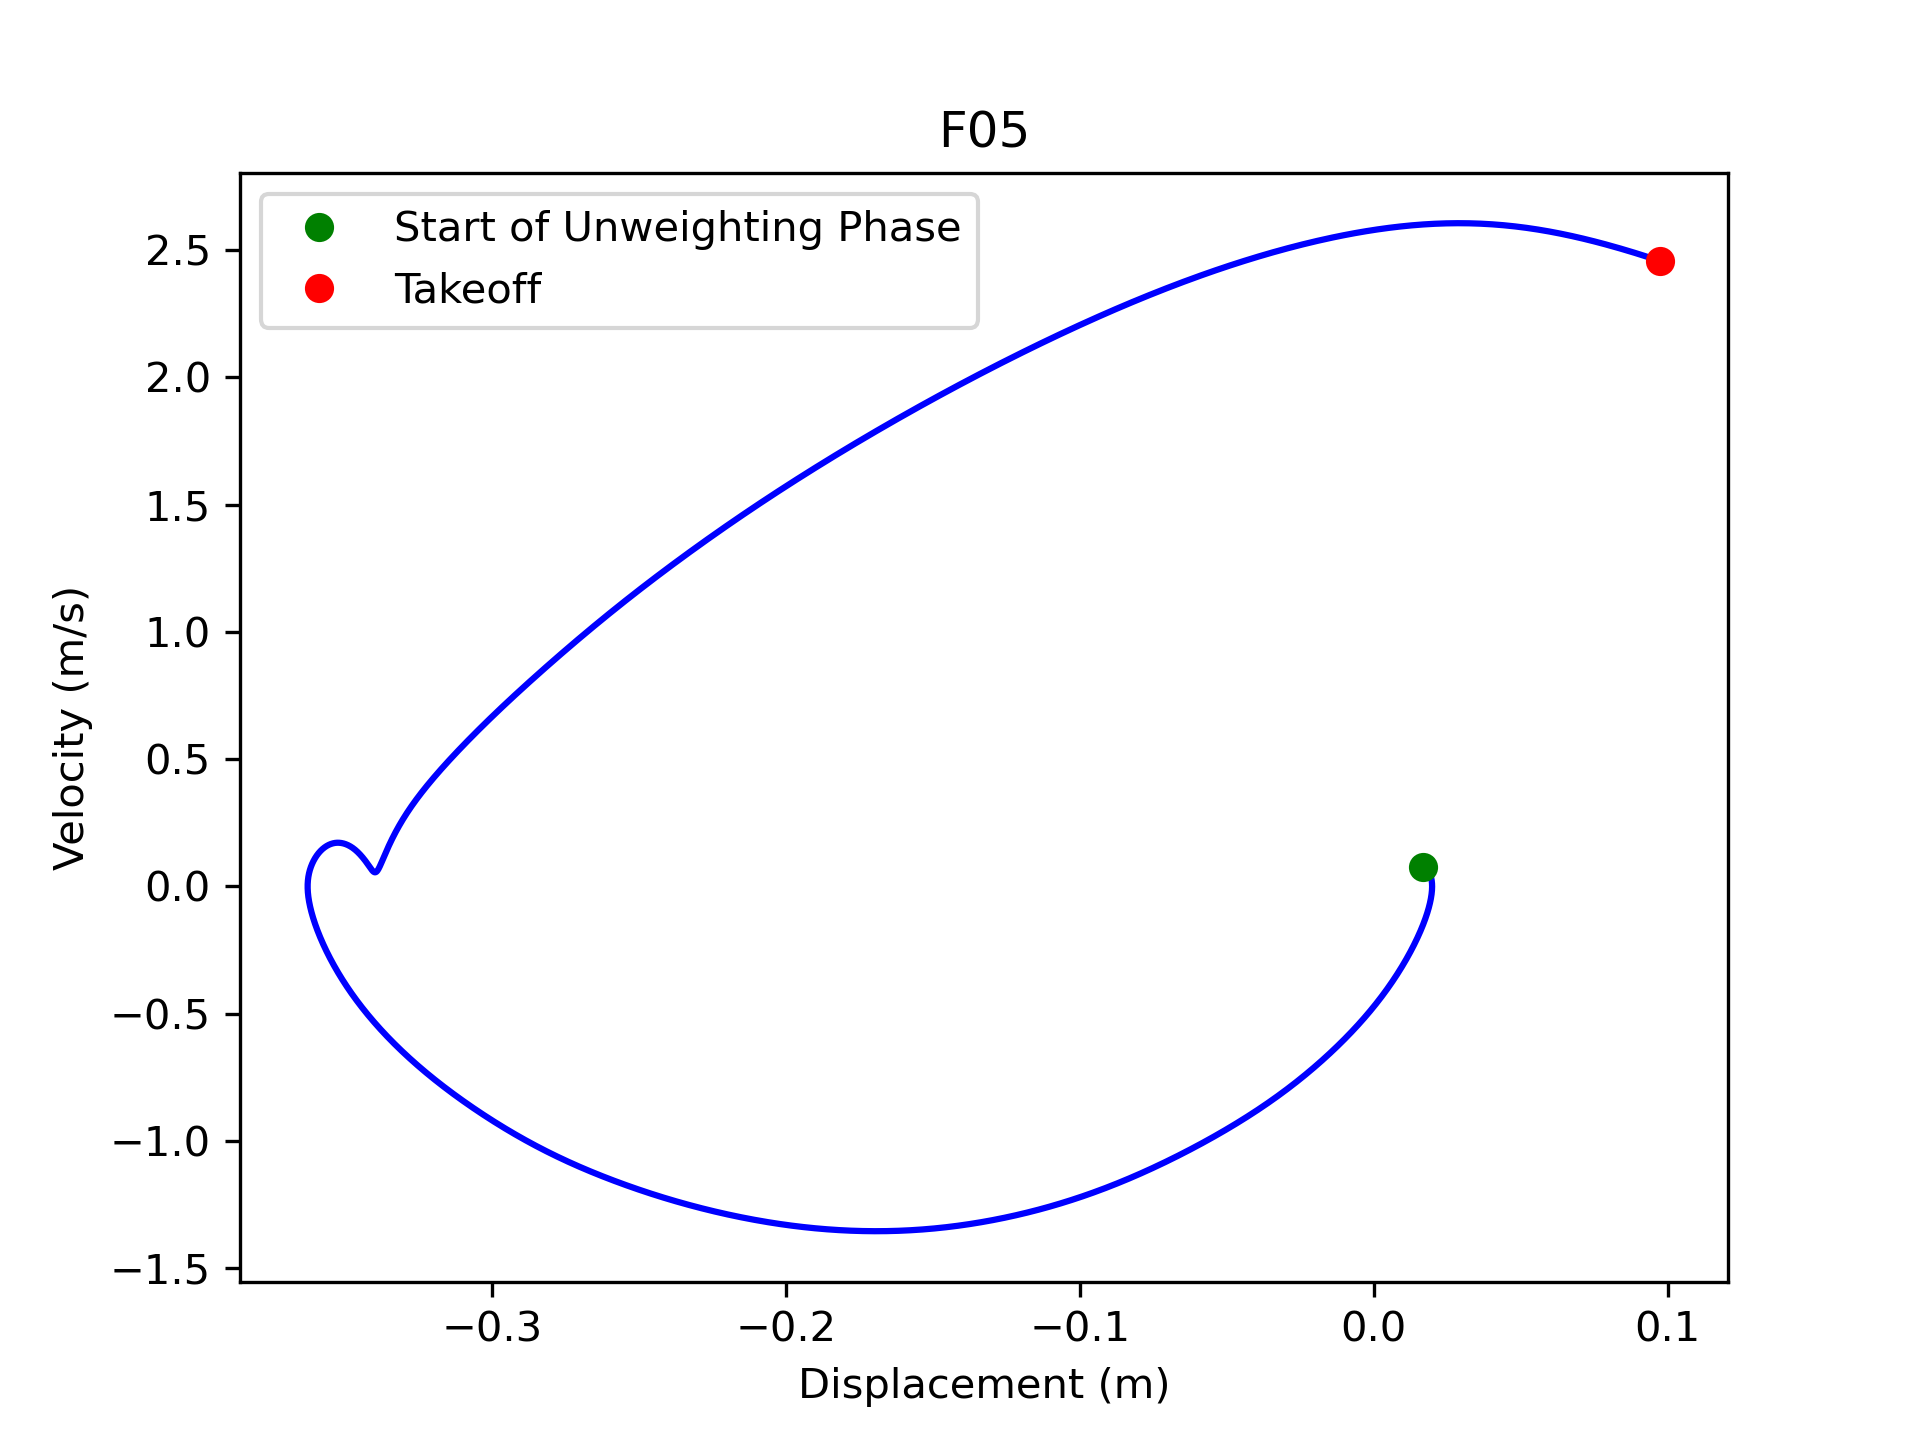 F05
Start of Unweighting Phase
Takeoff
2.5
2.0
1.5
1.0
0.5
0.0
−0.5
−1.0
−1.5
Velocity (m/s)
−0.3 −0.2 −0.1 0.0 0.1
Displacement (m)